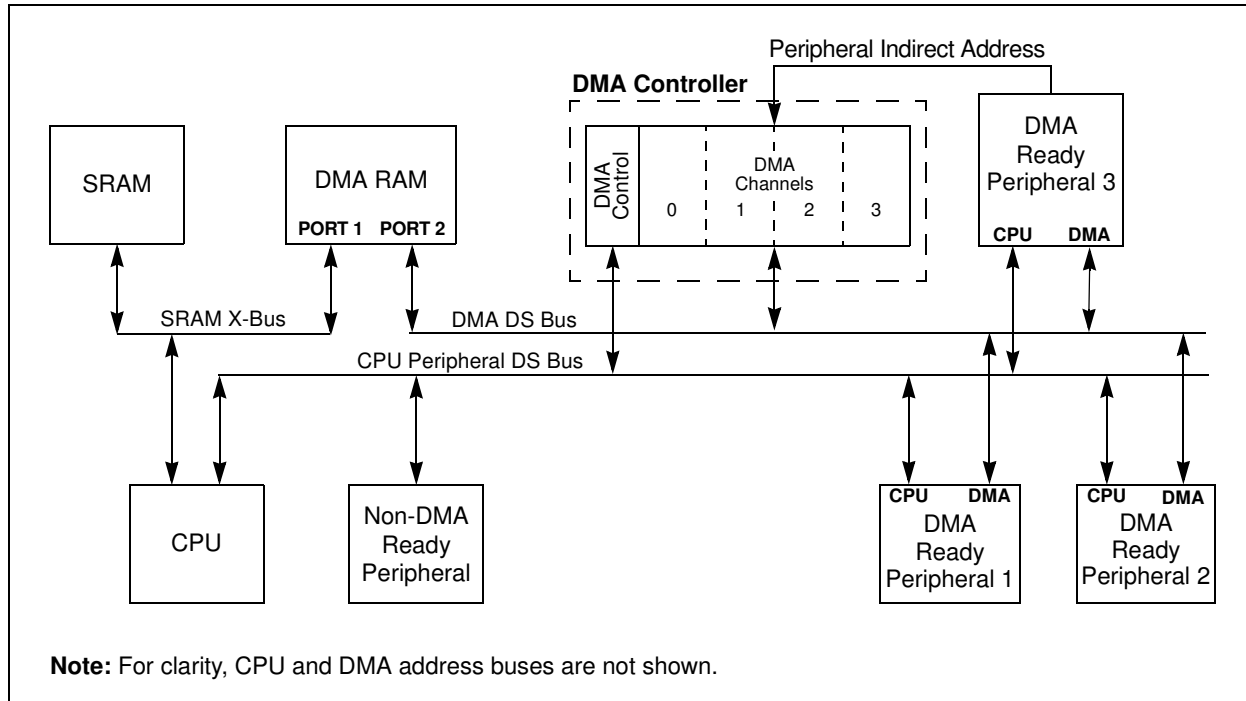 Peripheral Indirect Address
DMA Controller
SRAM
DMA RAM
PORT 1 PORT 2
DMA
Control
DMA
Channels
0 1 2 3
DMA
Ready
Peripheral 3
CPU DMA
SRAM X-Bus
DMA DS Bus
CPU Peripheral DS Bus
CPU
Non-DMA
Ready
Peripheral
CPU DMA
DMA
Ready
Peripheral 1
CPU DMA
DMA
Ready
Peripheral 2
Note: For clarity, CPU and DMA address buses are not shown.